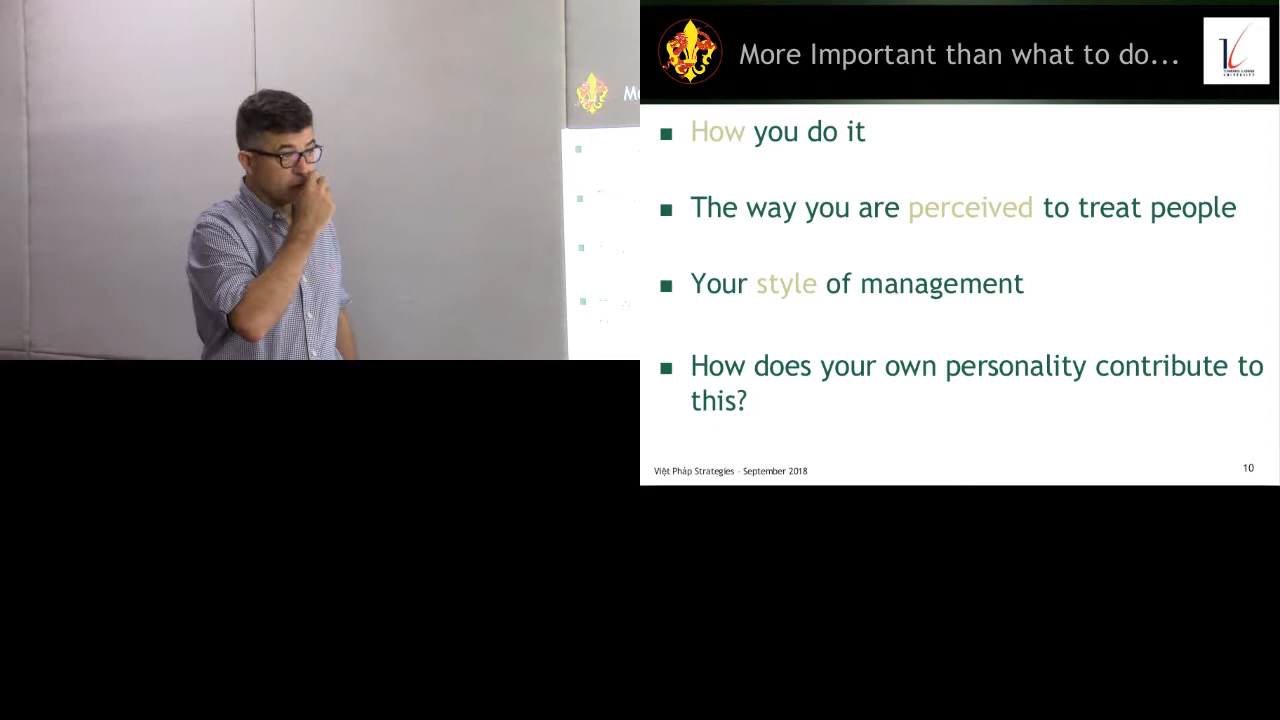 More Important than what to do...
How you do it
The way you are perceived to treat people
Your style of management
How does your own personality contribute to
this?
Việt Pháp Strategies - September 2018
10